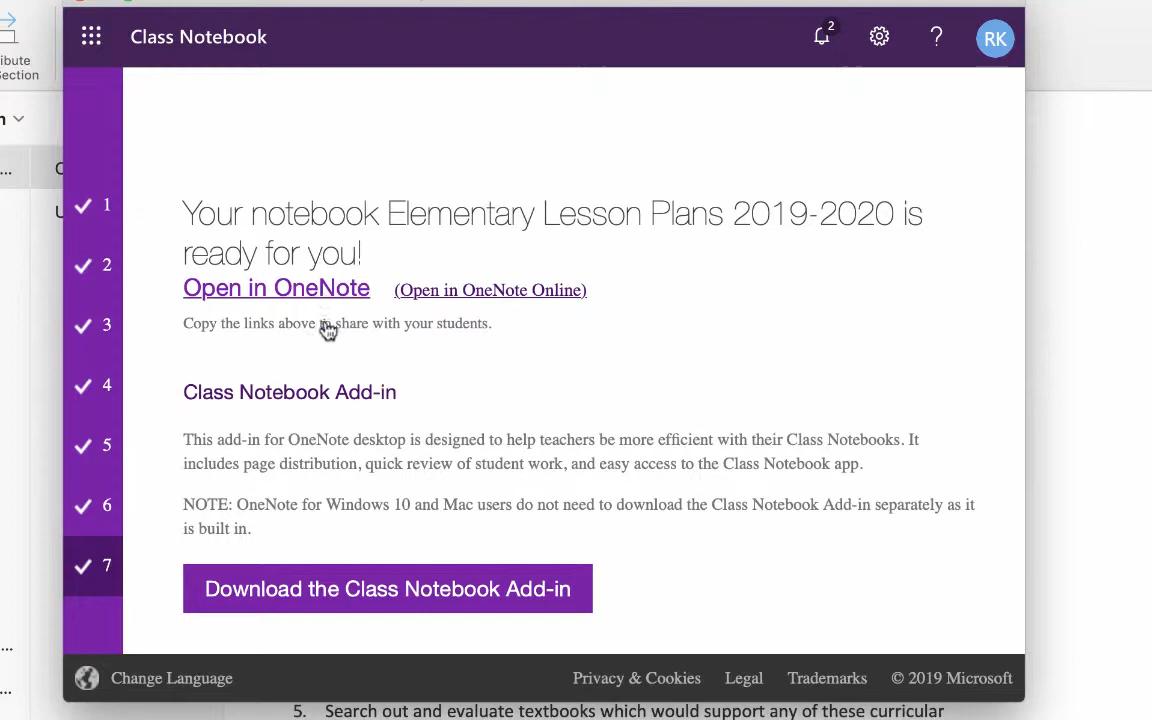 Class Notebook
2
RK
ibute
Section
n
...
1
2
3
4
5
6
7
Your notebook Elementary Lesson Plans 2019-2020 is
ready for you!
Open in OneNote (Open in OneNote Online)
Copy the links above to share with your students.
Class Notebook Add-in
This add-in for OneNote desktop is designed to help teachers be more efficient with their Class Notebooks. It
includes page distribution, quick review of student work, and easy access to the Class Notebook app.
NOTE: OneNote for Windows 10 and Mac users do not need to download the Class Notebook Add-in separately as it
is built in.
Download the Class Notebook Add-in
...
...
Change Language Privacy & Cookies Legal Trademarks © 2019 Microsoft
5. Search out and evaluate textbooks which would support any of these curricular